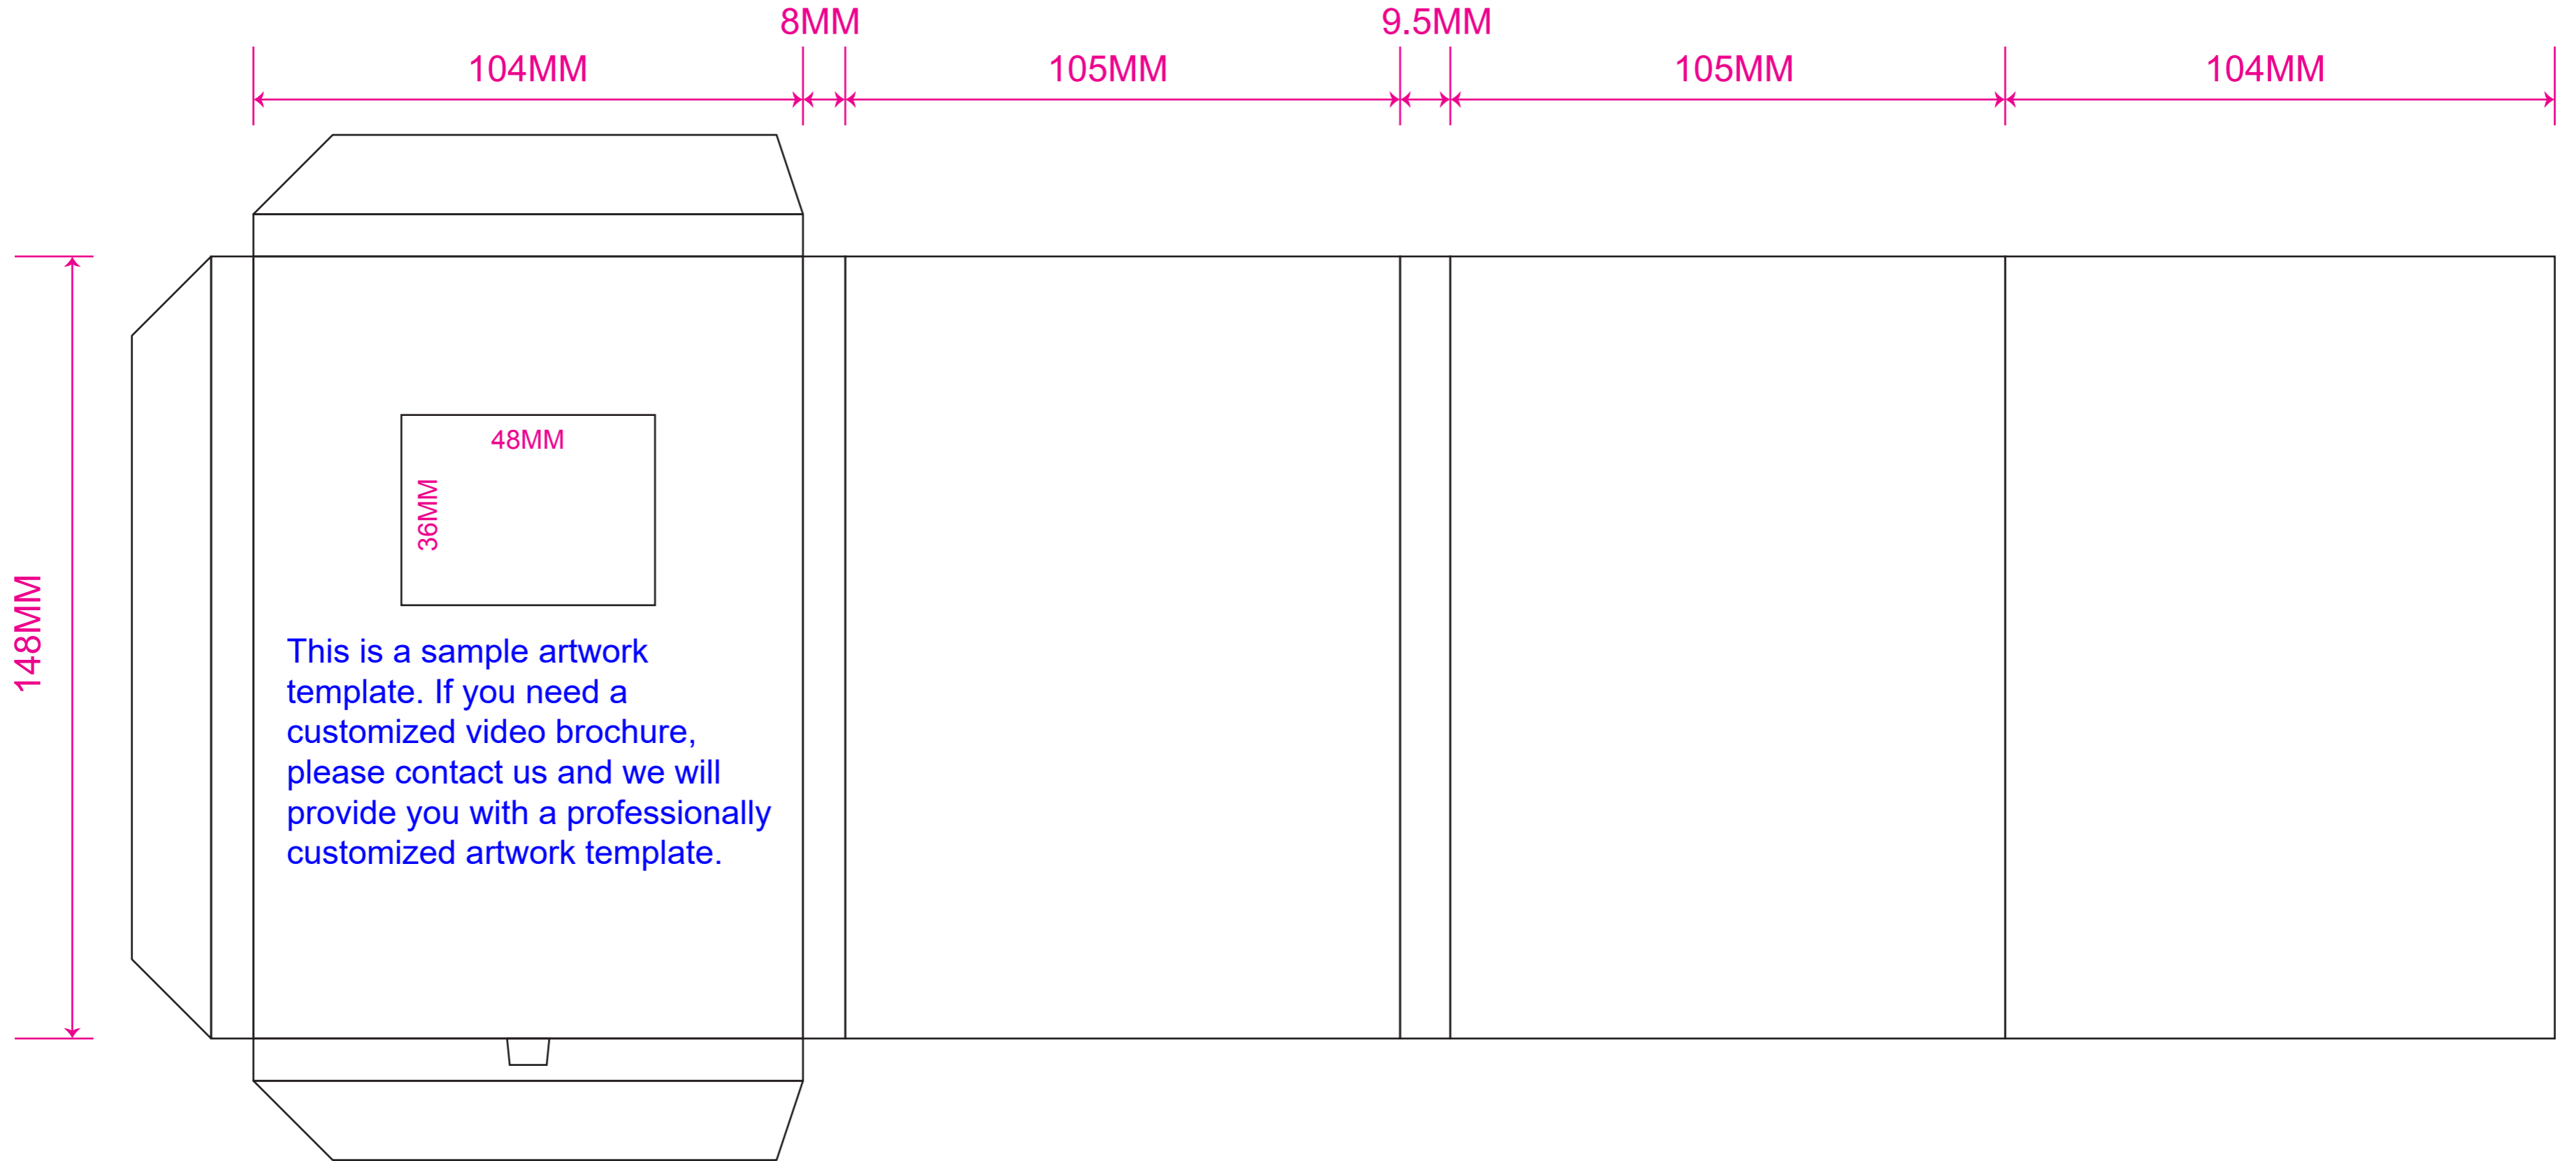 8MM
9.5MM
104MM
105MM
105MM
104MM
48MM
36MM
148MM
This is a sample artwork
template. If you need a
customized video brochure,
please contact us and we will
provide you with a professionally
customized artwork template.